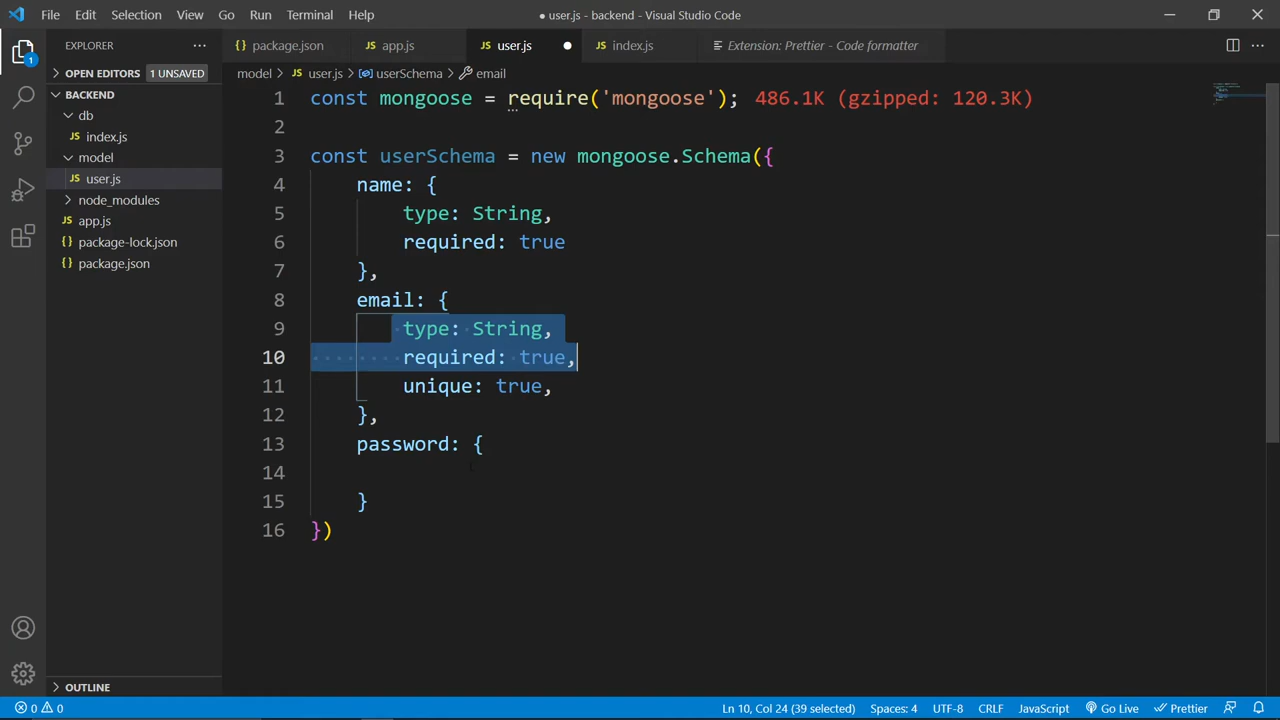 File Edit Selection View Go Run Terminal Help
● user.js - backend - Visual Studio Code
1
EXPLORER
package.json
app.js
user.js
index.js
Extension: Prettier - Code formatter
OPEN EDITORS 1 UNSAVED
model > user.js > userSchema > email
BACKEND
db
index.js
model
user.js
node_modules
app.js
package-lock.json
package.json
1 const mongoose = require('mongoose'); 486.1K (gzipped: 120.3K)
2
3 const userSchema = new mongoose.Schema({
4 name: {
5 type: String,
6 required: true
7 },
8 email: {
9 type: String,
10 required: true,
11 unique: true,
12 },
13 password: {
14
15 }
16 })
OUTLINE
0 0
Ln 10, Col 24 (39 selected) Spaces: 4 UTF-8 CRLF JavaScript Go Live Prettier